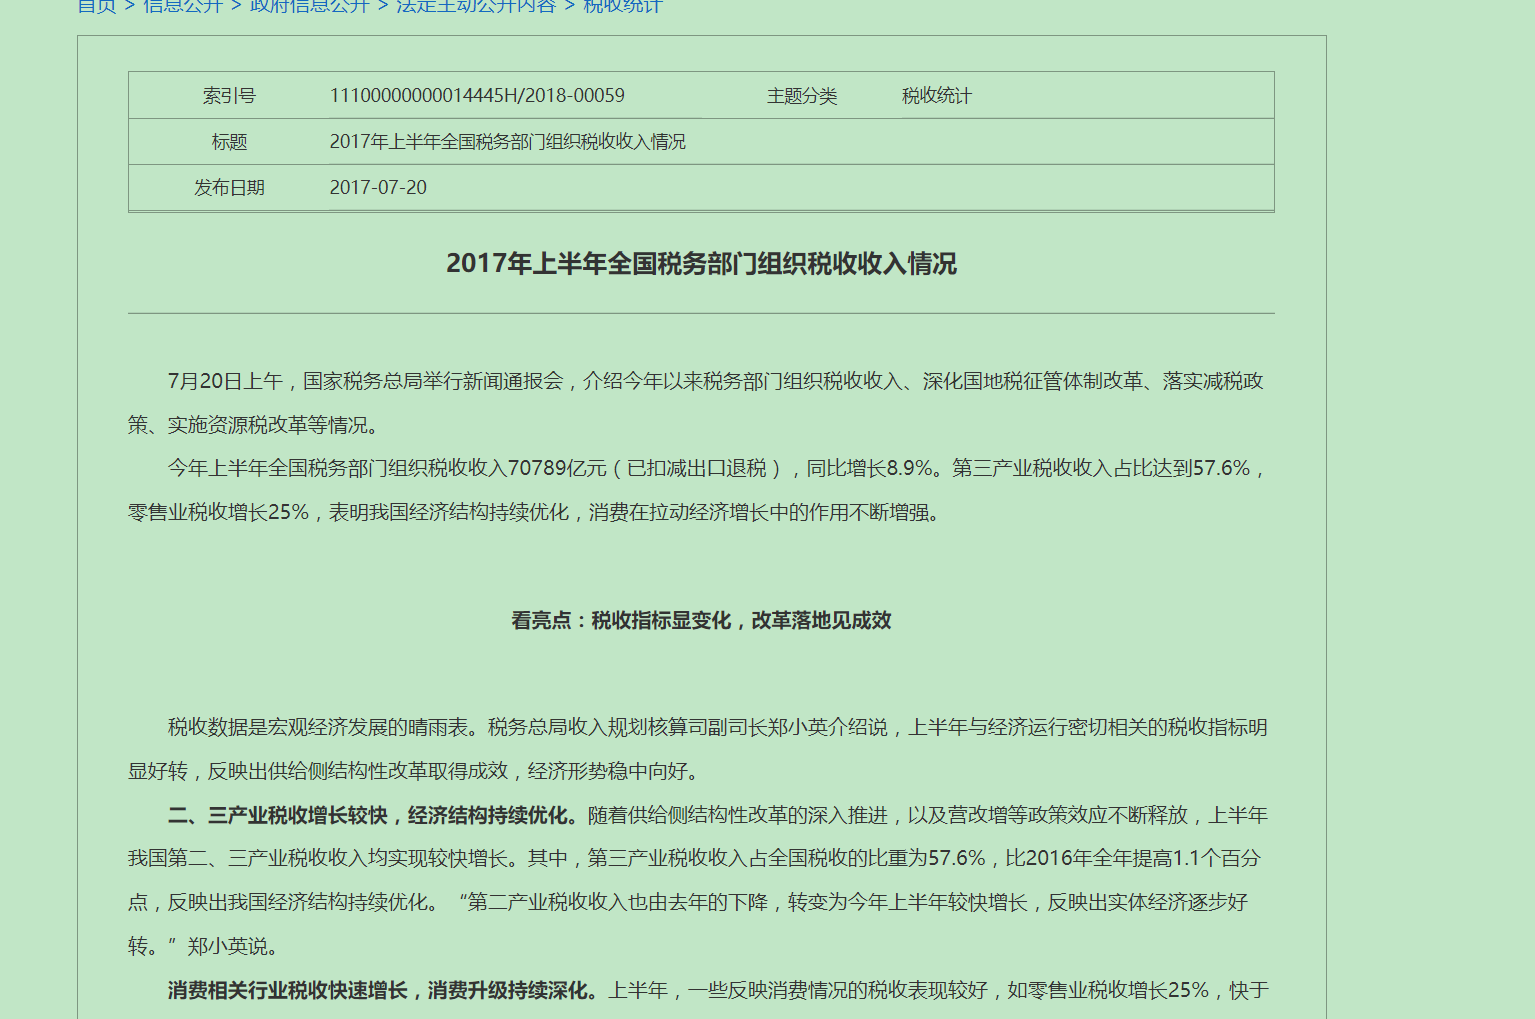 首页 > 信息公开 > 政府信息公开 > 法定主动公开内容 > 税收统计
索引号 11100000000014445H/2018-00059 主题分类 税收统计
标题 2017年上半年全国税务部门组织税收收入情况
发布日期 2017-07-20
2017年上半年全国税务部门组织税收收入情况
7月20日上午，国家税务总局举行新闻通报会，介绍今年以来税务部门组织税收收入、深化国地税征管体制改革、落实减税政
策、实施资源税改革等情况。
今年上半年全国税务部门组织税收收入70789亿元（已扣减出口退税），同比增长8.9%。第三产业税收收入占比达到57.6%，
零售业税收增长25%，表明我国经济结构持续优化，消费在拉动经济增长中的作用不断增强。
看亮点：税收指标显变化，改革落地见成效
税收数据是宏观经济发展的晴雨表。税务总局收入规划核算司副司长郑小英介绍说，上半年与经济运行密切相关的税收指标明
显好转，反映出供给侧结构性改革取得成效，经济形势稳中向好。
二、三产业税收增长较快，经济结构持续优化。随着供给侧结构性改革的深入推进，以及营改增等政策效应不断释放，上半年
我国第二、三产业税收收入均实现较快增长。其中，第三产业税收收入占全国税收的比重为57.6%，比2016年全年提高1.1个百分
点，反映出我国经济结构持续优化。“第二产业税收收入也由去年的下降，转变为今年上半年较快增长，反映出实体经济逐步好
转。”郑小英说。
消费相关行业税收快速增长，消费升级持续深化。上半年，一些反映消费情况的税收表现较好，如零售业税收增长25%，快于